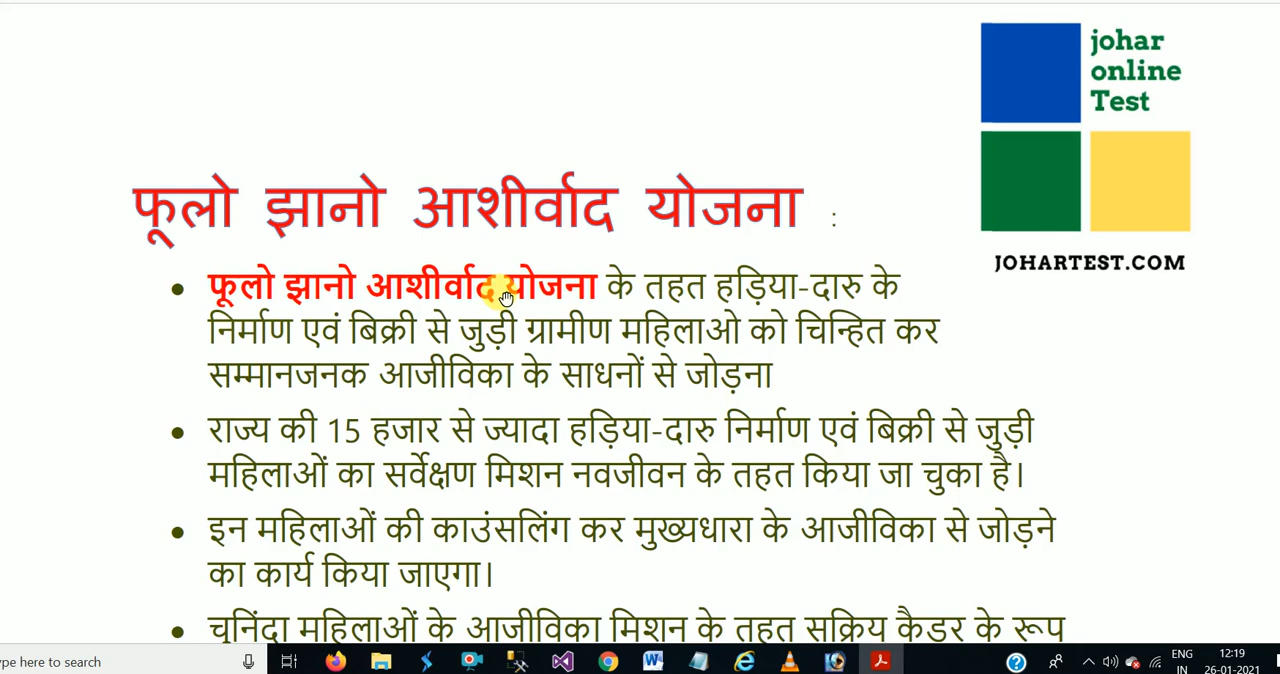 johar
online
Test
JOHARTEST.COM
फूलो झानो आशीर्वाद योजना :
• फूलो झानो आशीर्वाद योजना के तहत हड़िया-दारु के
निर्माण एवं बिक्री से जुड़ी ग्रामीण महिलाओ को चिन्हित कर
सम्मानजनक आजीविका के साधनों से जोड़ना
• राज्य की 15 हजार से ज्यादा हड़िया-दारु निर्माण एवं बिक्री से जुड़ी
महिलाओं का सर्वेक्षण मिशन नवजीवन के तहत किया जा चुका है।
• इन महिलाओं की काउंसलिंग कर मुख्यधारा के आजीविका से जोड़ने
का कार्य किया जाएगा।
• चुनिंदा महिलाओं के आजीविका मिशन के तहत सक्रिय कैडर के रूप
ype here to search
ENG
IN
12:19
26-01-2021